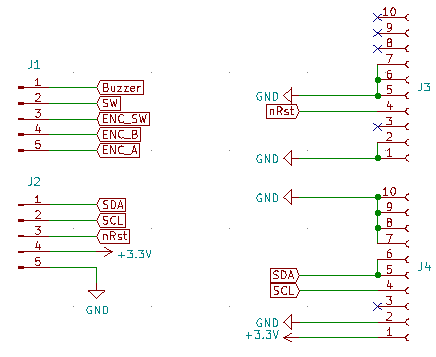 J1
1 Buzzer
2 SW
3 ENC_SW
4 ENC_B
5 ENC_A
J2
1 SDA
2 SCL
3 nRst
4 +3.3V
5
GND
10
9
8
7
6
J3
GND 5
nRst 4
3
2
GND 1
GND 10
9
8
7
6
J4
SDA 5
SCL 4
3
GND 2
+3.3V 1